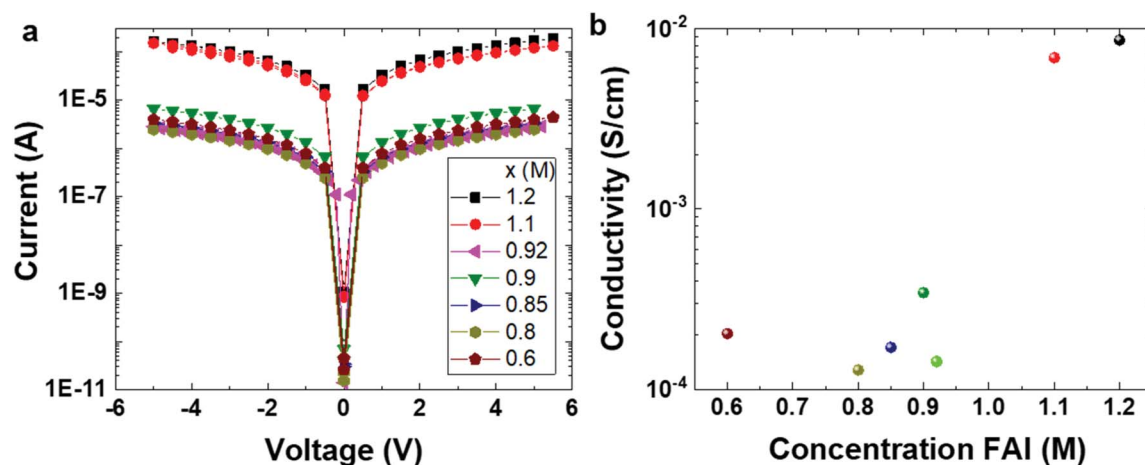 a
Current (A)
1E-5
1E-7
1E-9
1E-11
-6
-4
-2
0
2
4
6
Voltage (V)
x (M)
1.2
1.1
0.92
0.9
0.85
0.8
0.6
b
Conductivity (S/cm)
10-2
10-3
10-4
0.6
0.7
0.8
0.9
1.0
1.1
1.2
Concentration FAI (M)